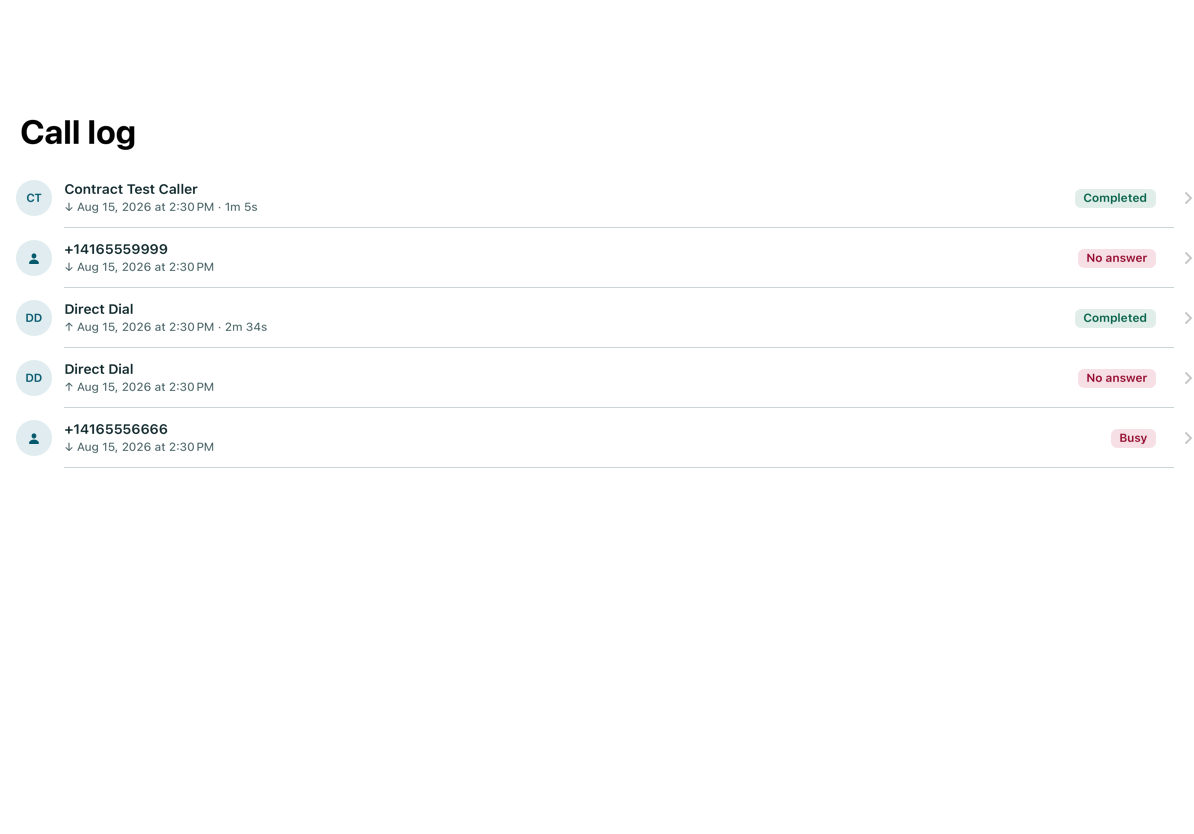 Call log
CT
Contract Test Caller
↓ Aug 15, 2026 at 2:30 PM · 1m 5s
Completed
+14165559999
↓ Aug 15, 2026 at 2:30 PM
No answer
DD
Direct Dial
↑ Aug 15, 2026 at 2:30 PM · 2m 34s
Completed
DD
Direct Dial
↑ Aug 15, 2026 at 2:30 PM
No answer
+14165556666
↓ Aug 15, 2026 at 2:30 PM
Busy